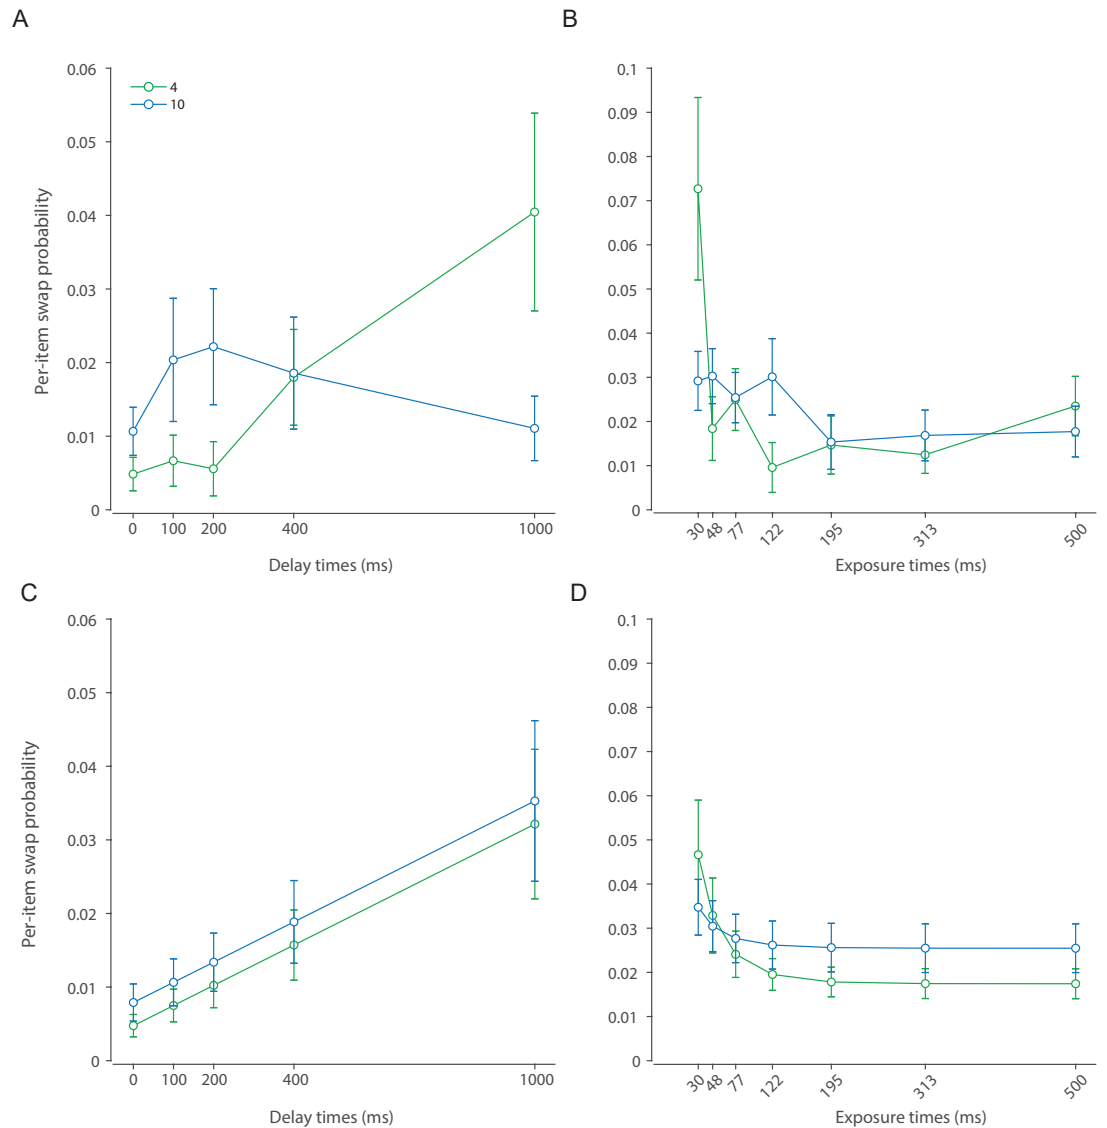 A
B
0.06
0.05
0.04
0.03
0.02
0.01
0
Per-item swap probability
4
10
0 100 200 400 1000
Delay times (ms)
0.1
0.09
0.08
0.07
0.06
0.05
0.04
0.03
0.02
0.01
0
30 48 77 122 195 313 500
Exposure times (ms)
C
D
0.06
0.05
0.04
0.03
0.02
0.01
0
Per-item swap probability
0 100 200 400 1000
Delay times (ms)
0.1
0.09
0.08
0.07
0.06
0.05
0.04
0.03
0.02
0.01
0
30 48 77 122 195 313 500
Exposure times (ms)